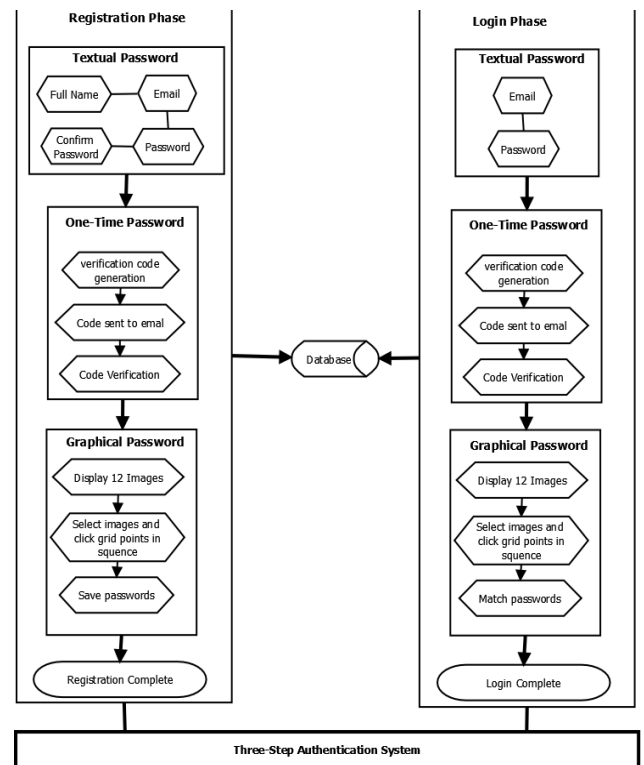 Registration Phase
Textual Password
Full Name
Email
Confirm
Password
Password
One-Time Password
verification code
generation
Code sent to emal
Code Verification
Graphical Password
Display 12 Images
Select images and
click grid points in
squence
Save passwords
Registration Complete
Database
Login Phase
Textual Password
Email
Password
One-Time Password
verification code
generation
Code sent to emal
Code Verification
Graphical Password
Display 12 Images
Select images and
click grid points in
squence
Match passwords
Login Complete
Three-Step Authentication System